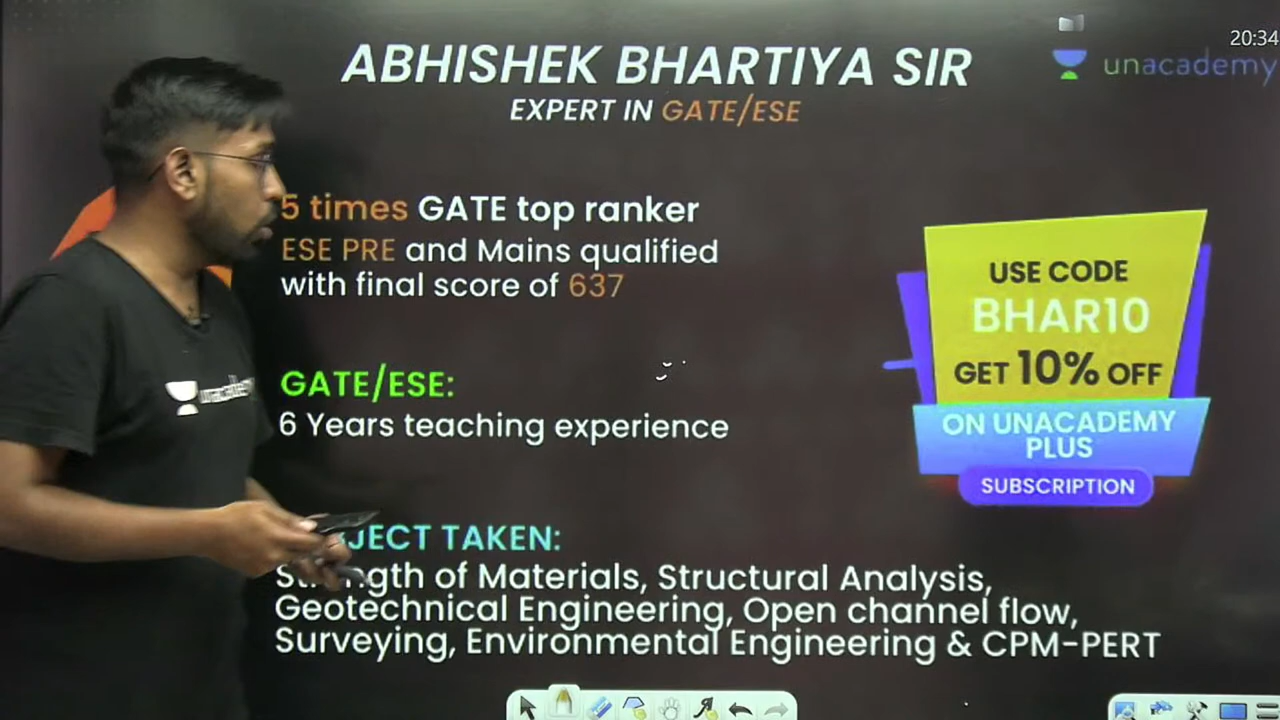 20:34
ABHISHEK BHARTIYA SIR
unacademy
EXPERT IN GATE/ESE
5 times GATE top ranker
ESE PRE and Mains qualified
with final score of 637
USE CODE
BHAR10
GET 10% OFF
ON UNACADEMY
PLUS
SUBSCRIPTION
GATE/ESE:
6 Years teaching experience
unacademy
TAKEN:
of Materials, Structural Analysis,
Geotechnical Engineering, Open channel flow,
Surveying, Environmental Engineering & CPM-PERT